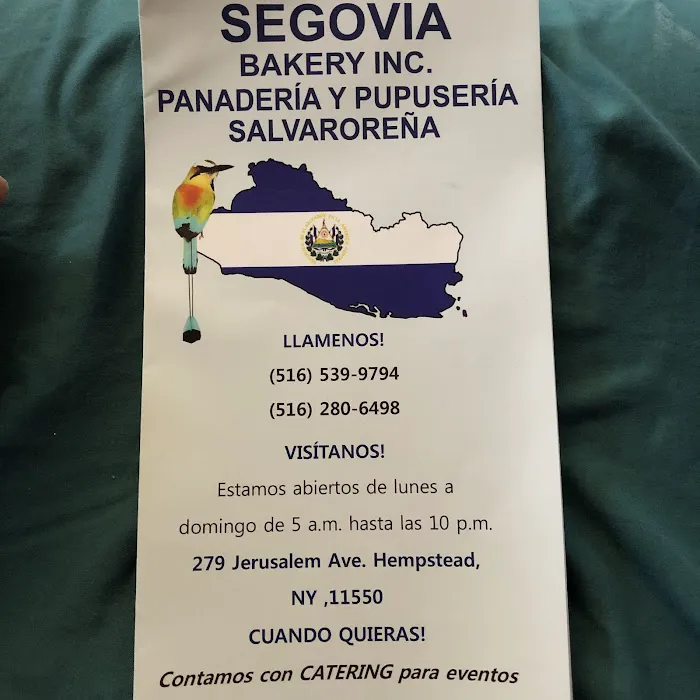 SEGOVIA
BAKERY INC.
PANADERÍA Y PUPUSERÍA
SALVAROREÑA
LLAMENOS!
(516) 539-9794
(516) 280-6498
VISÍTANOS!
Estamos abiertos de lunes a
domingo de 5 a.m. hasta las 10 p.m.
279 Jerusalem Ave. Hempstead,
NY ,11550
CUANDO QUIERAS!
Contamos con CATERING para eventos